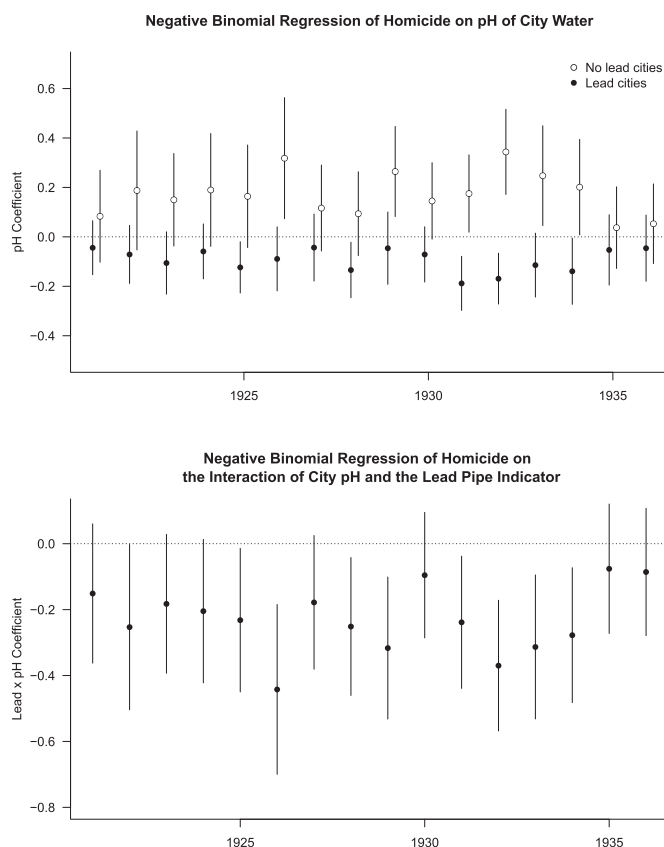 Negative Binomial Regression of Homicide on pH of City Water
No lead cities
Lead cities
pH Coefficient
0.6
0.4
0.2
0.0
−0.2
−0.4
1925
1930
1935
Negative Binomial Regression of Homicide on
the Interaction of City pH and the Lead Pipe Indicator
Lead x pH Coefficient
0.0
−0.2
−0.4
−0.6
−0.8
1925
1930
1935